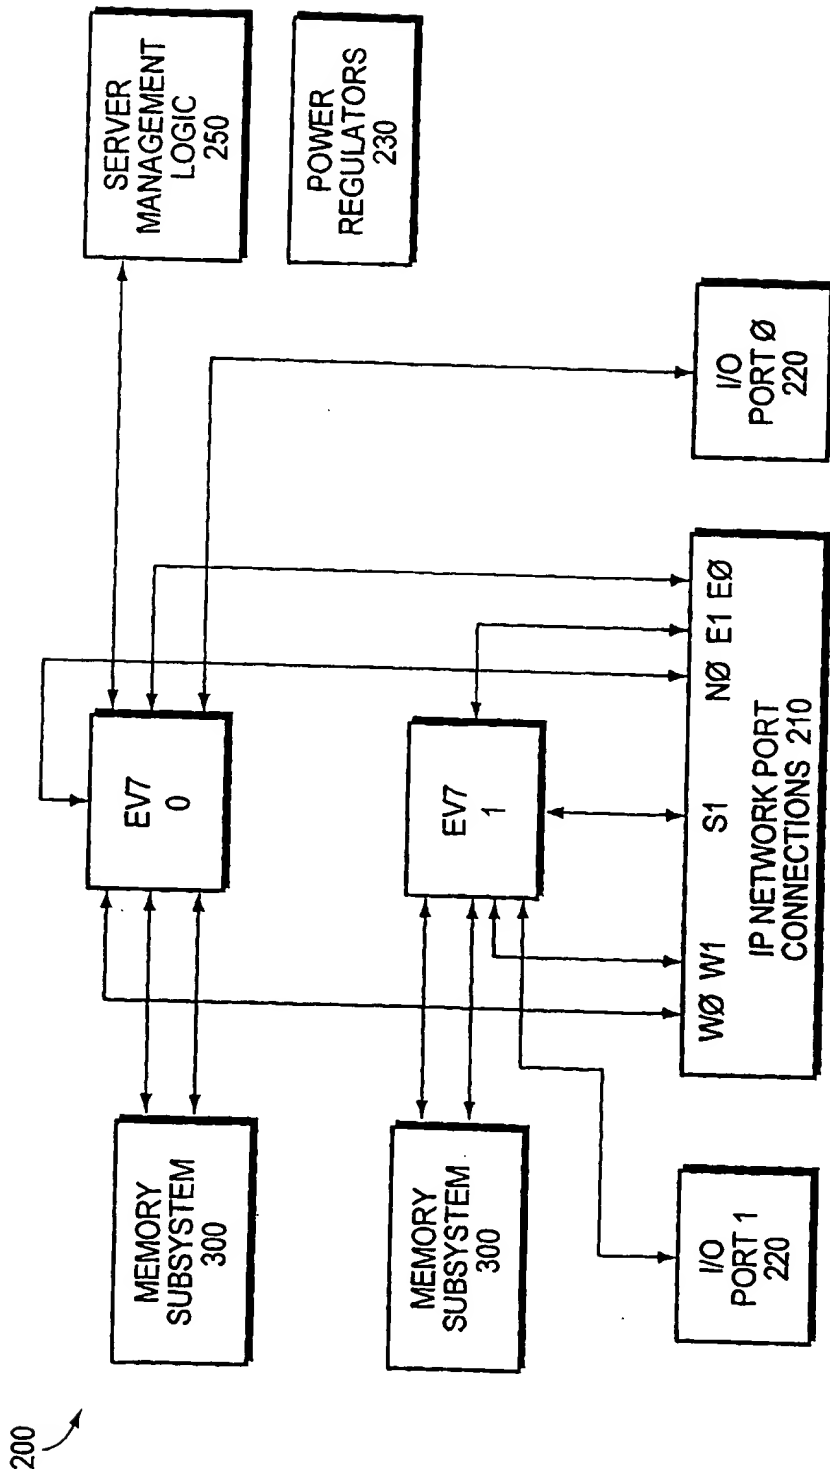 200
MEMORY
SUBSYSTEM
300
EV7
0
SERVER
MANAGEMENT
LOGIC
250
POWER
REGULATORS
230
MEMORY
SUBSYSTEM
300
EV7
1
I/O
PORT 1
220
WØ W1 S1 NØ E1 EØ
IP NETWORK PORT
CONNECTIONS 210
I/O
PORT Ø
220